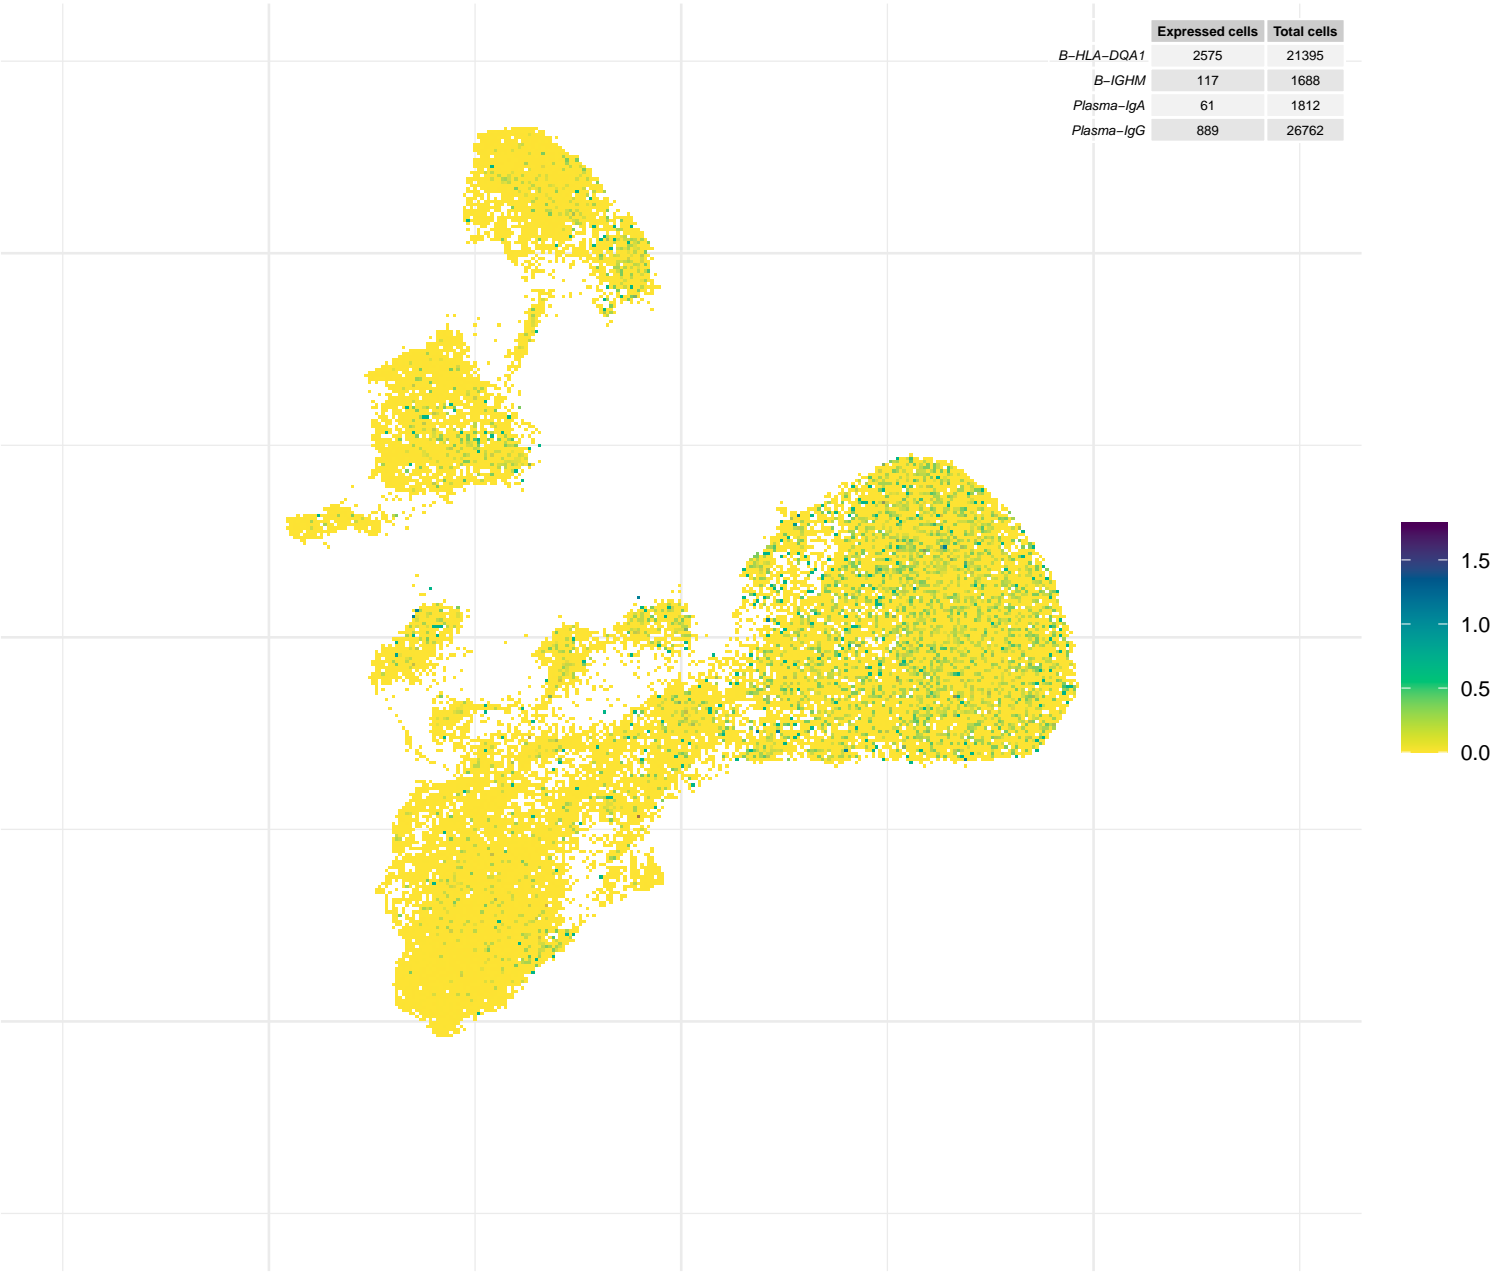 Expressed cells Total cells
B−HLA−DQA1 2575 21395
B−IGHM 117 1688
Plasma−IgA 61 1812
Plasma−IgG 889 26762
1.5
1.0
0.5
0.0